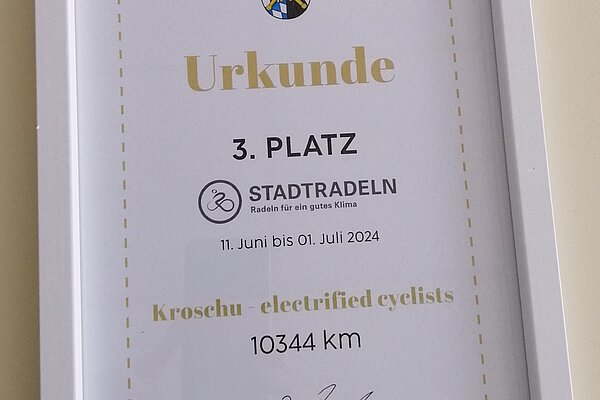 Urkunde
3. PLATZ
STADTRADELN
Radeln für ein gutes Klima
11. Juni bis 01. Juli 2024
Kroschu - electrified cyclists
10344 km